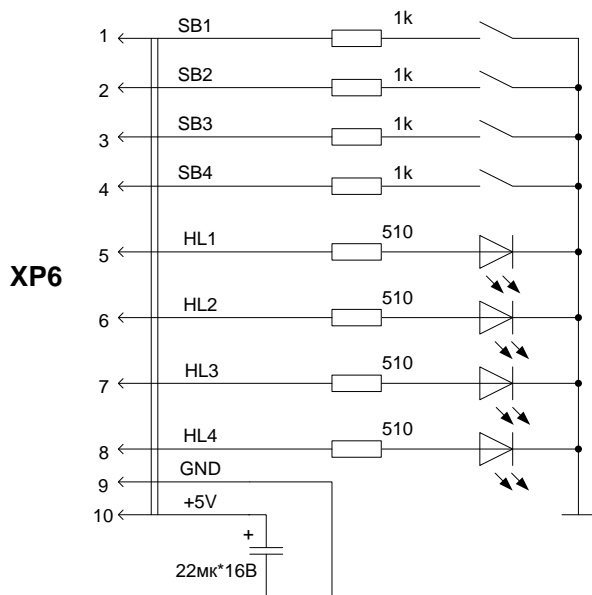 1 SB1 1k
2 SB2 1k
3 SB3 1k
4 SB4 1k
5 HL1 510
XP6
6 HL2 510
7 HL3 510
8 HL4 510
9 GND
10 +5V
+
22мк*16В